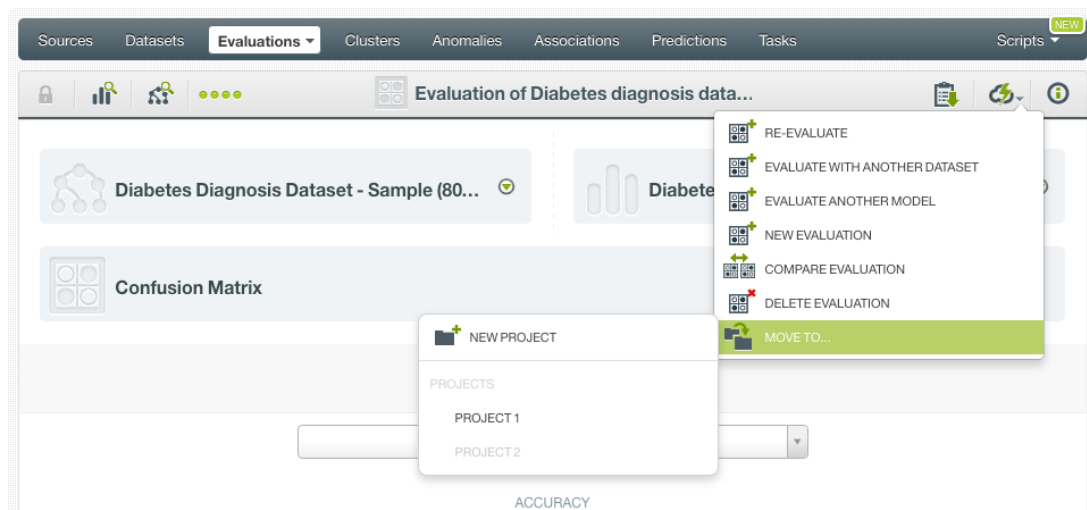 NEW
Sources Datasets Evaluations Clusters Anomalies Associations Predictions Tasks Scripts
Evaluation of Diabetes diagnosis data...
RE-EVALUATE
EVALUATE WITH ANOTHER DATASET
EVALUATE ANOTHER MODEL
NEW EVALUATION
COMPARE EVALUATION
DELETE EVALUATION
MOVE TO...
Diabetes Diagnosis Dataset - Sample (80... Diabete
Confusion Matrix
NEW PROJECT
PROJECTS
PROJECT 1
PROJECT 2
ACCURACY